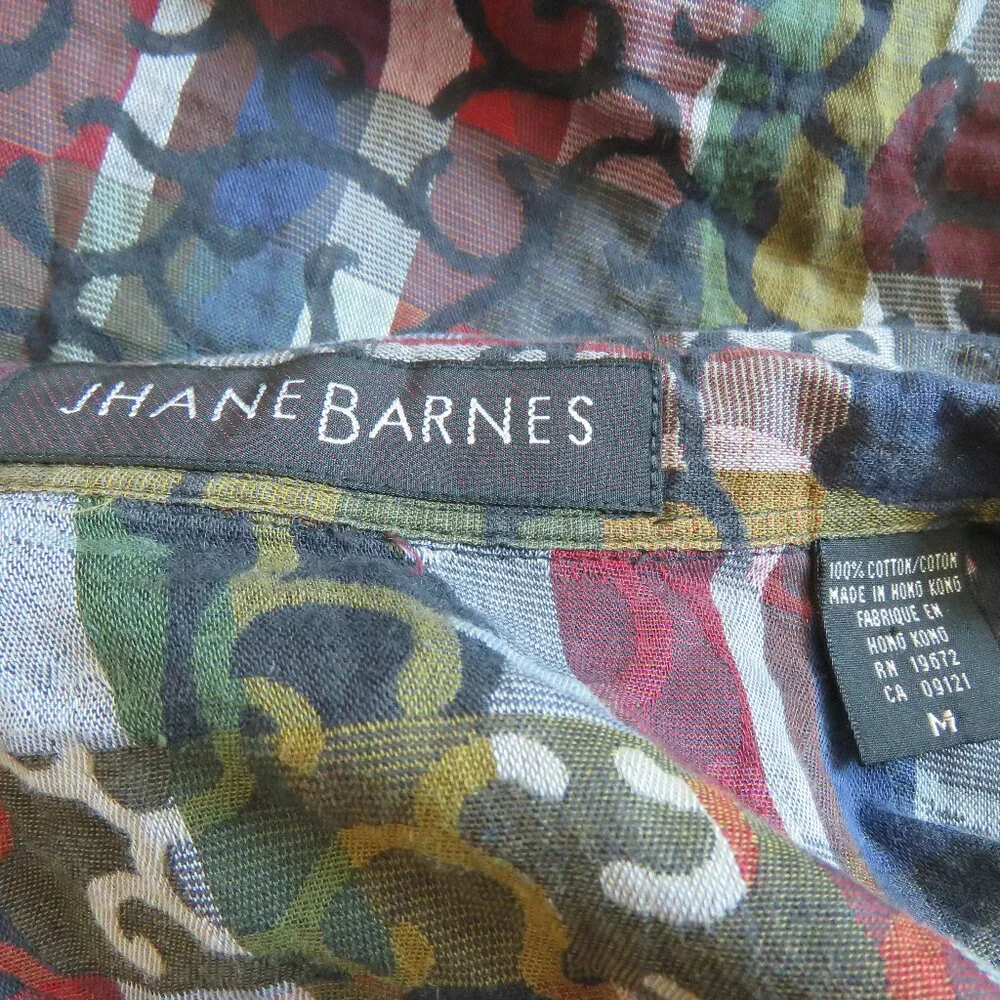 JHANE BARNES
100% COTTON/COTON
MADE IN HONG KONG
FABRIQUE EN
HONG KONG
RN 19672
CA 09121
M